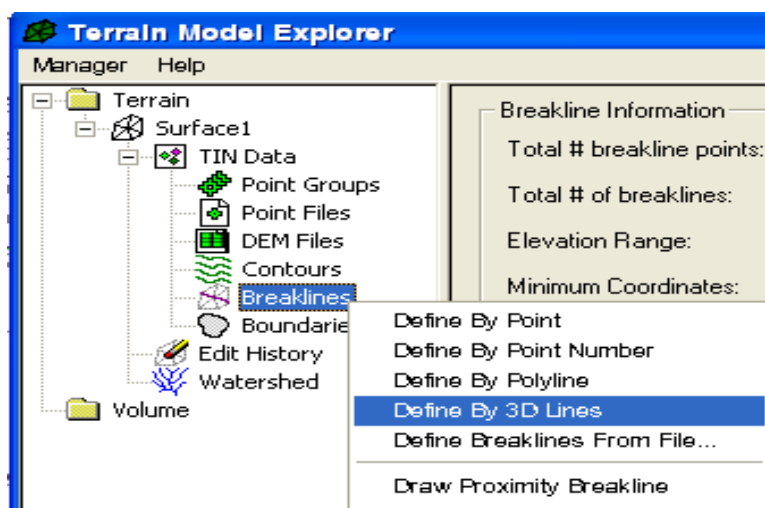 Terrain Model Explorer
Manager Help
Terrain
Surface1
TIN Data
Point Groups
Point Files
DEM Files
Contours
Breaklines
Boundarie
Edit History
Watershed
Volume
Breakline Information
Total # breakline points:
Total # of breaklines:
Elevation Range:
Minimum Coordinates:
Define By Point
Define By Point Number
Define By Polyline
Define By 3D Lines
Define Breaklines From File...
Draw Proximity Breakline